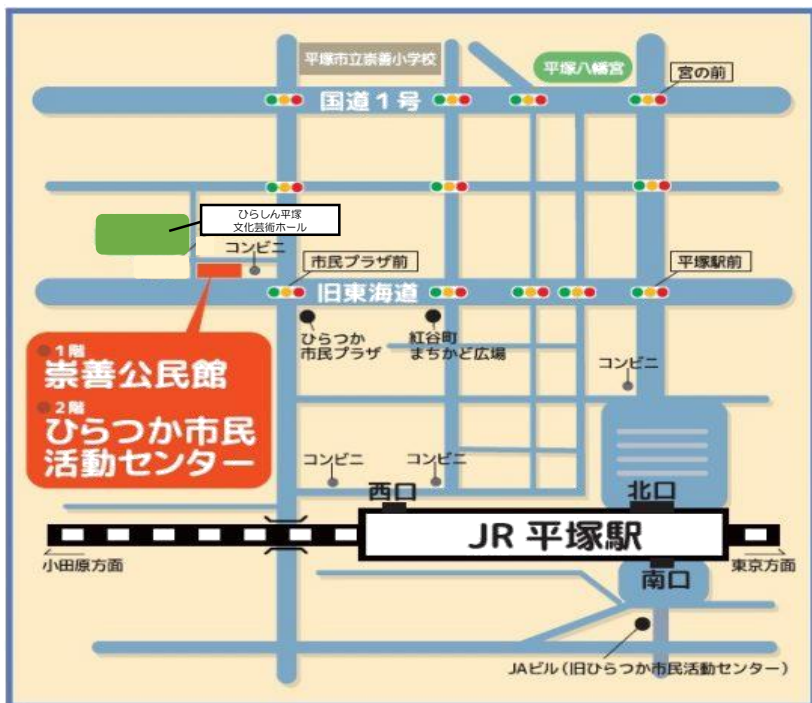 平塚市立崇善小学校
平塚八幡宮
宮の前
国道1号
ひらしん平塚
文化芸術ホール
コンビニ
市民プラザ前
平塚駅前
旧東海道
ひらつか
市民プラザ
紅谷町
まちかど広場
1階
崇善公民館
2階
ひらつか市民
活動センター
コンビニ
コンビニ
コンビニ
西口
北口
JR 平塚駅
小田原方面
南口
東京方面
JAビル(旧ひらつか市民活動センター)